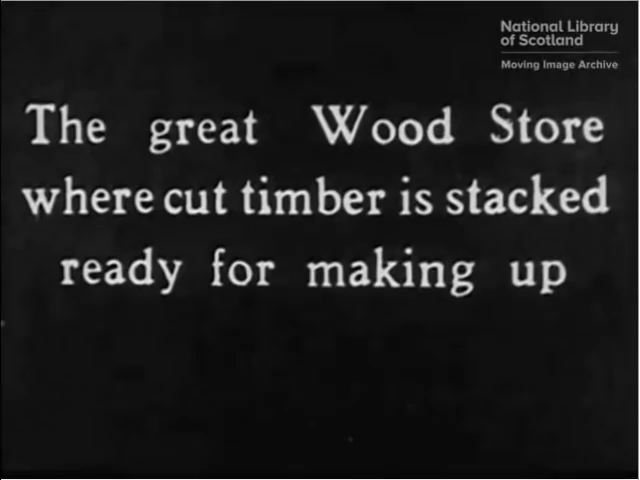 National Library
of Scotland
Moving Image Archive
The great Wood Store
where cut timber is stacked
ready for making up